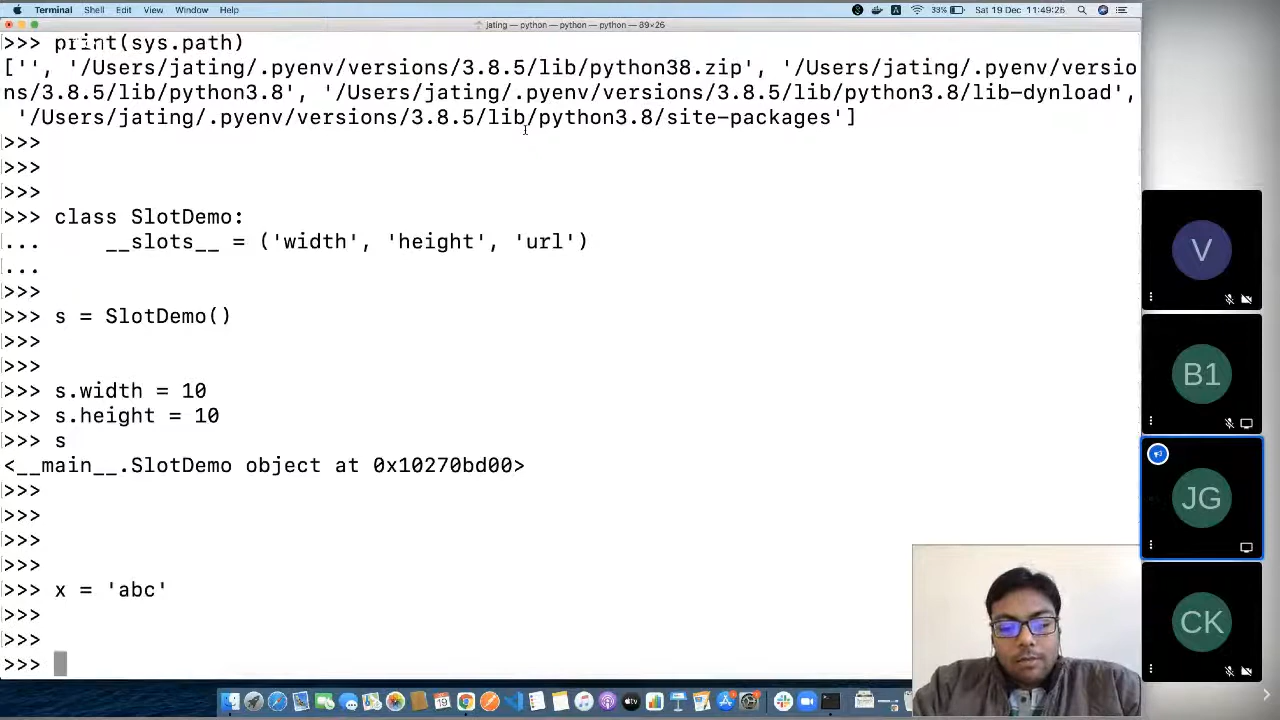 Terminal Shell Edit View Window Help
33% Sat 19 Dec 11:49:26
jating — python — python — python — 89×26
>>> print(sys.path)
['', '/Users/jating/.pyenv/versions/3.8.5/lib/python38.zip', '/Users/jating/.pyenv/versio
ns/3.8.5/lib/python3.8', '/Users/jating/.pyenv/versions/3.8.5/lib/python3.8/lib-dynload',
'/Users/jating/.pyenv/versions/3.8.5/lib/python3.8/site-packages']
>>>
>>>
>>>
>>> class SlotDemo:
...     __slots__ = ('width', 'height', 'url')
...
>>>
>>> s = SlotDemo()
>>>
>>>
>>> s.width = 10
>>> s.height = 10
>>> s
<__main__.SlotDemo object at 0x10270bd00>
>>>
>>>
>>>
>>>
>>> x = 'abc'
>>>
>>>
>>>
V
B1
JG
CK